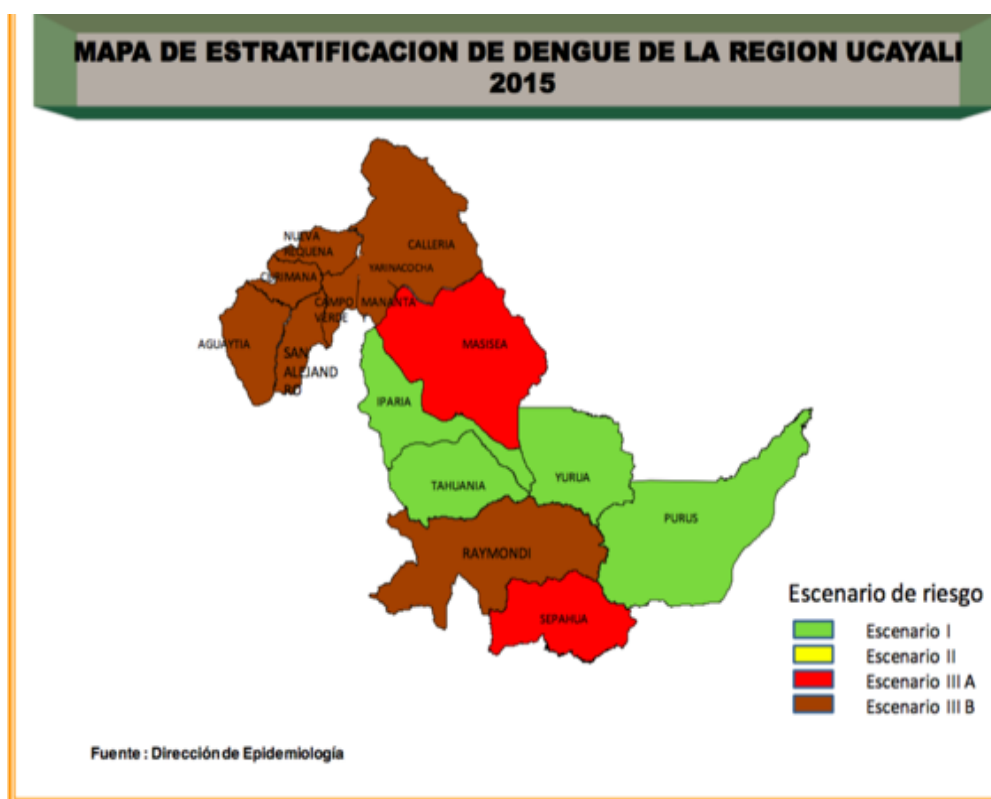 MAPA DE ESTRATIFICACION DE DENGUE DE LA REGION UCAYALI
2015
NUEVA
REQUENA
CALLERIA
YARINACOCHA
CURIMANA
CAMPO
VERDE
MANANTA
Y
AGUAYTIA
SAN
ALEJAND
RO
MASISEA
IPARIA
TAHUANIA
YURUA
PURUS
RAYMONDI
SEPAHUA
Escenario de riesgo
Escenario I
Escenario II
Escenario III A
Escenario III B
Fuente : Dirección de Epidemiología